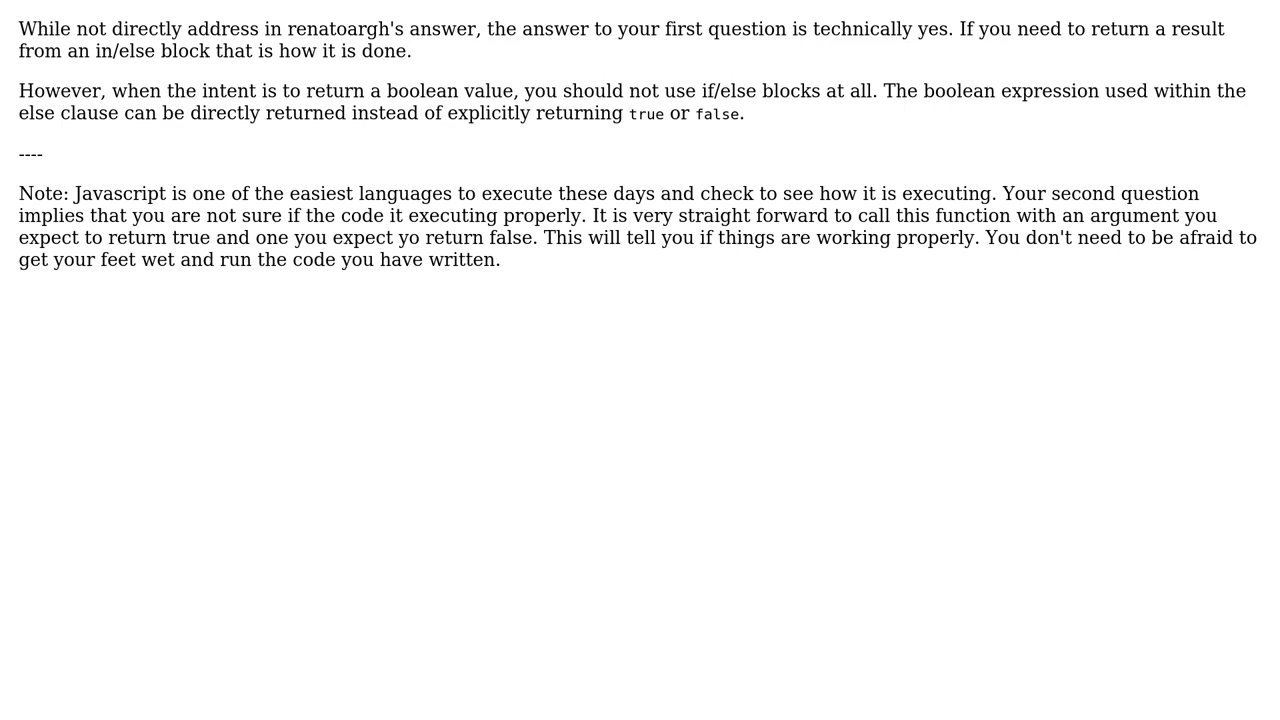 While not directly address in renatoargh's answer, the answer to your first question is technically yes. If you need to return a result
from an in/else block that is how it is done.
However, when the intent is to return a boolean value, you should not use if/else blocks at all. The boolean expression used within the
else clause can be directly returned instead of explicitly returning true or false.
----
Note: Javascript is one of the easiest languages to execute these days and check to see how it is executing. Your second question
implies that you are not sure if the code it executing properly. It is very straight forward to call this function with an argument you
expect to return true and one you expect yo return false. This will tell you if things are working properly. You don't need to be afraid to
get your feet wet and run the code you have written.